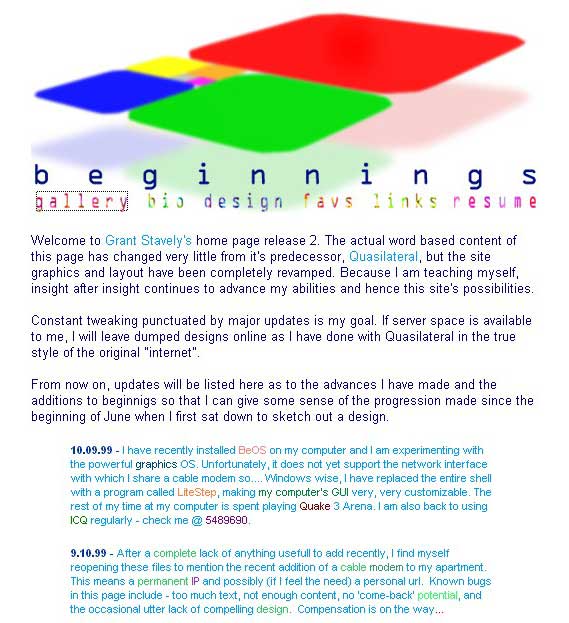 beginnings
gallery bio design favs links resume
Welcome to Grant Stavely's home page release 2. The actual word based content of
this page has changed very little from it's predecessor, Quasilateral, but the site
graphics and layout have been completely revamped. Because I am teaching myself,
insight after insight continues to advance my abilities and hence this site's possibilities.
Constant tweaking punctuated by major updates is my goal. If server space is available
to me, I will leave dumped designs online as I have done with Quasilateral in the true
style of the original "internet".
From now on, updates will be listed here as to the advances I have made and the
additions to beginnigs so that I can give some sense of the progression made since the
beginning of June when I first sat down to sketch out a design.
10.09.99 - I have recently installed BeOS on my computer and I am experimenting with
the powerful graphics OS. Unfortunately, it does not yet support the network interface
with which I share a cable modem so.... Windows wise, I have replaced the entire shell
with a program called LiteStep, making my computer's GUI very, very customizable. The
rest of my time at my computer is spent playing Quake 3 Arena. I am also back to using
ICQ regularly - check me @ 5489690.
9.10.99 - After a complete lack of anything usefull to add recently, I find myself
reopening these files to mention the recent addition of a cable modem to my apartment.
This means a permanent IP and possibly (if I feel the need) a personal url. Known bugs
in this page include - too much text, not enough content, no 'come-back' potential, and
the occasional utter lack of compelling design. Compensation is on the way...